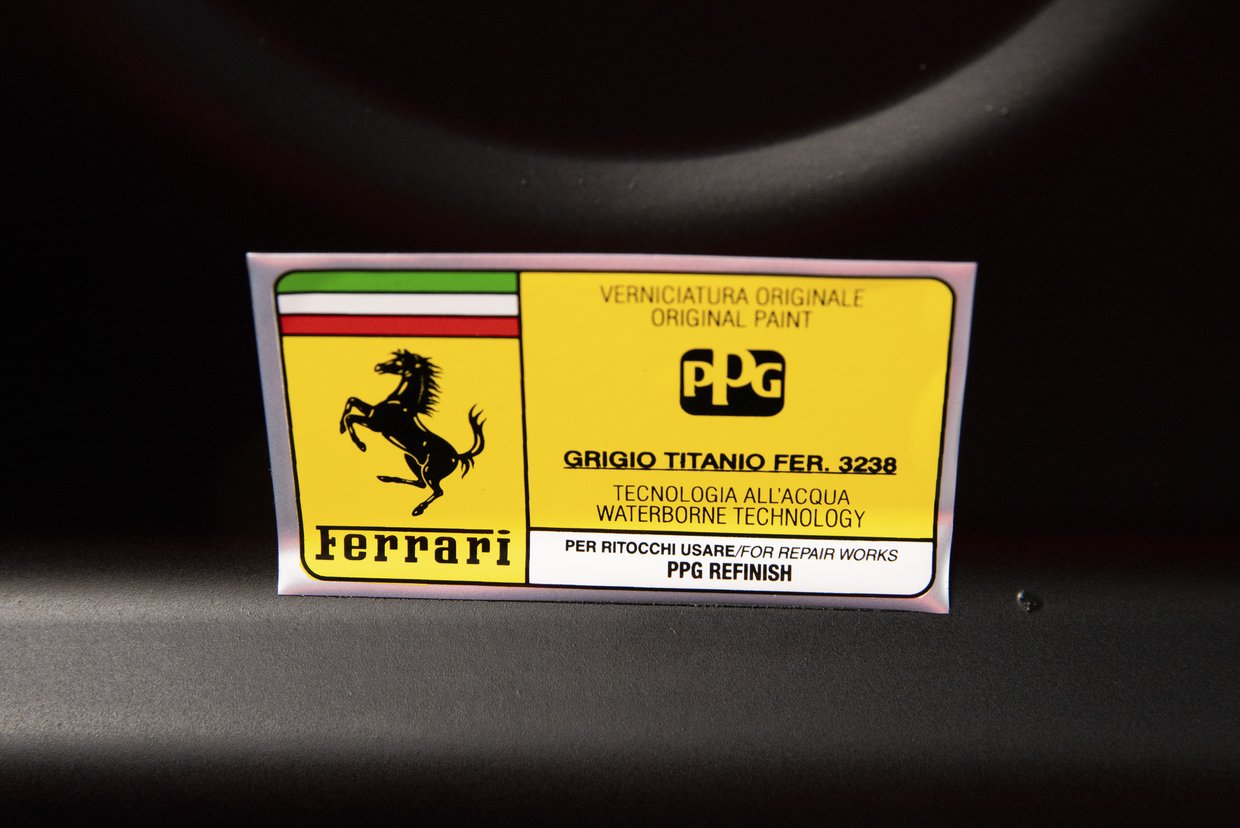 Ferrari
VERNICIATURA ORIGINALE
ORIGINAL PAINT
PPG
GRIGIO TITANIO FER. 3238
TECNOLOGIA ALL'ACQUA
WATERBORNE TECHNOLOGY
PER RITOCCHI USARE/FOR REPAIR WORKS
PPG REFINISH